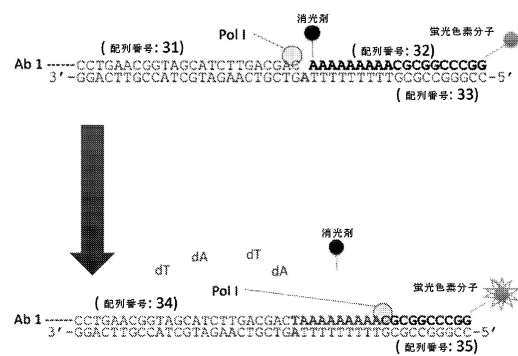 消光剤
Pol I
蛍光色素分子
( 配列番号: 31)
( 配列番号: 32)
Ab 1 ----- CCTGAACGGTAGCATCTTGACGAC AAAAAAAAACGCGGCCCGG
3’-GGACTTGCCATCGTAGAACTGCTGATTTTTTTTTGCGCCGGGCC-5’
( 配列番号: 33)
消光剤
dT dA dT dA
蛍光色素分子
Pol I
( 配列番号: 34)
Ab 1 ----- CCTGAACGGTAGCATCTTGACGACTAAAAAAAAACGCGGCCCGG
3’-GGACTTGCCATCGTAGAACTGCTGATTTTTTTTTGCGCCGGGCC-5’
( 配列番号: 35)